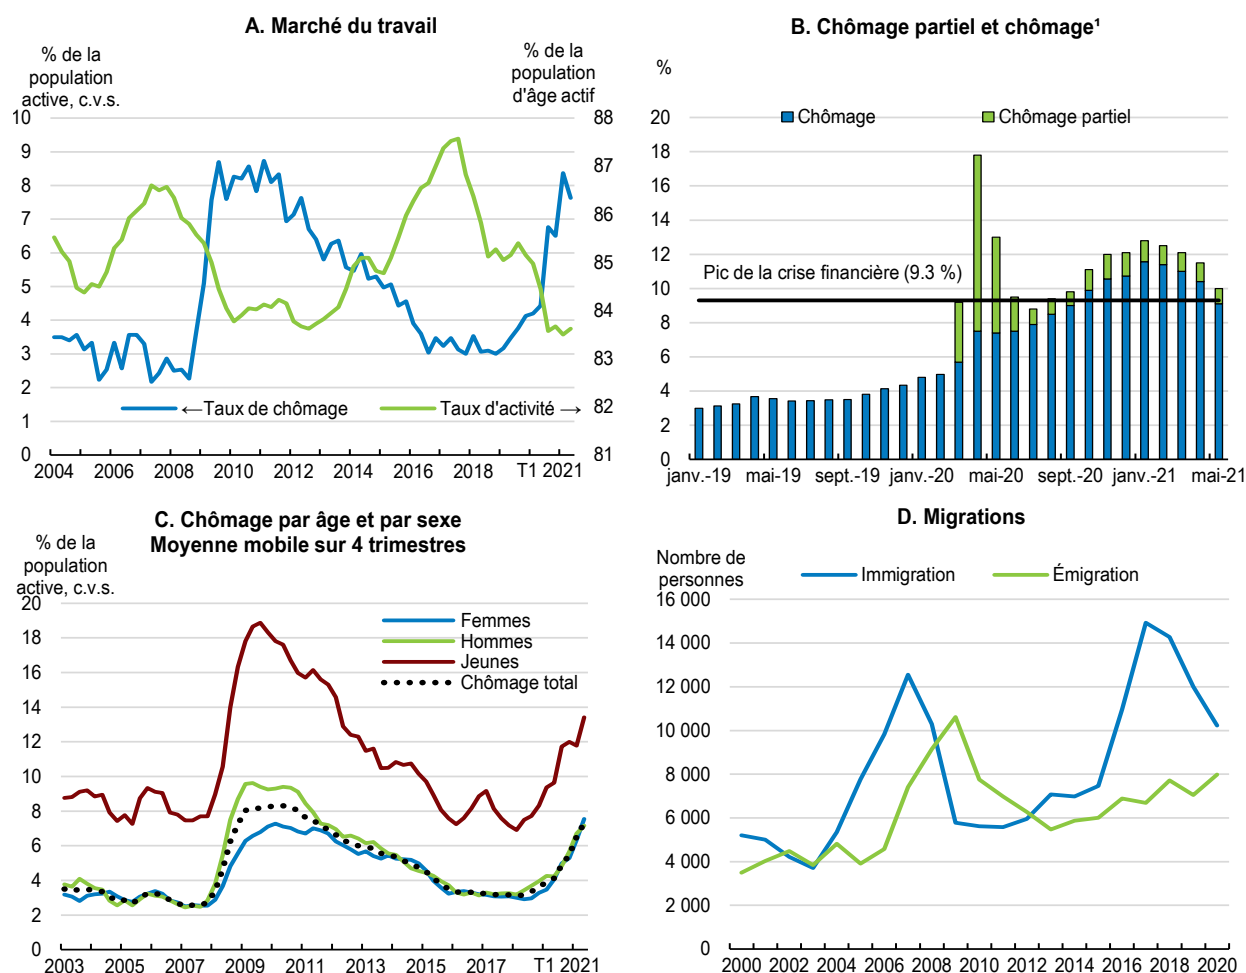 A. Marché du travail
% de la
population
active, c.v.s.
% de la
population
d'âge actif
10
9
8
7
6
5
4
3
2
1
0
88
87
86
85
84
83
82
81
←Taux de chômage
Taux d'activité →
2004 2006 2008 2010 2012 2014 2016 2018 T1 2021
B. Chômage partiel et chômage¹
%
Chômage
Chômage partiel
20
18
16
14
12
10
8
6
4
2
0
Pic de la crise financière (9.3 %)
janv.-19 mai-19 sept.-19 janv.-20 mai-20 sept.-20 janv.-21 mai-21
C. Chômage par âge et par sexe
Moyenne mobile sur 4 trimestres
% de la
population
active, c.v.s.
20
18
16
14
12
10
8
6
4
2
0
Femmes
Hommes
Jeunes
Chômage total
2003 2005 2007 2009 2011 2013 2015 2017 T1 2021
D. Migrations
Nombre de
personnes
Immigration
Émigration
16 000
14 000
12 000
10 000
8 000
6 000
4 000
2 000
0
2000 2002 2004 2006 2008 2010 2012 2014 2016 2018 2020